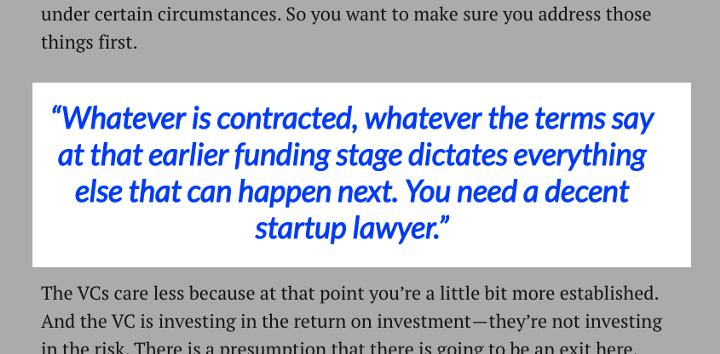 under certain circumstances. So you want to make sure you address those
things first.
“Whatever is contracted, whatever the terms say
at that earlier funding stage dictates everything
else that can happen next. You need a decent
startup lawyer.”
The VCs care less because at that point you’re a little bit more established.
And the VC is investing in the return on investment—they’re not investing
in the risk. There is a presumption that there is going to be an exit here.